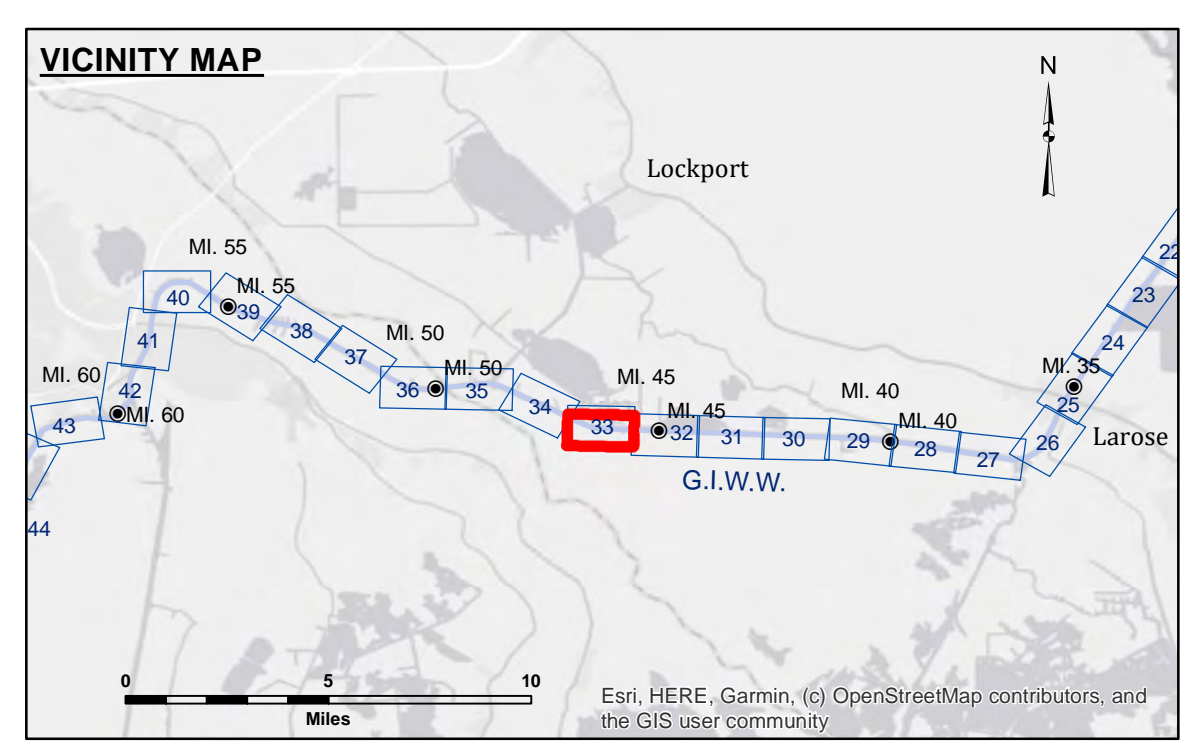 VICINITY MAP
N
Lockport
22
MI. 55
23
MI. 55
40
39
38
24
41
MI. 50
37
MI. 35
MI. 60
MI. 50
MI. 45
42
36
35
MI. 40
25
34
MI. 60
MI. 45
MI. 40
43
33
32
31
30
29
28
27
26
Larose
G.I.W.W.
44
0 5 10
Miles
Esri, HERE, Garmin, (c) OpenStreetMap contributors, and
the GIS user community